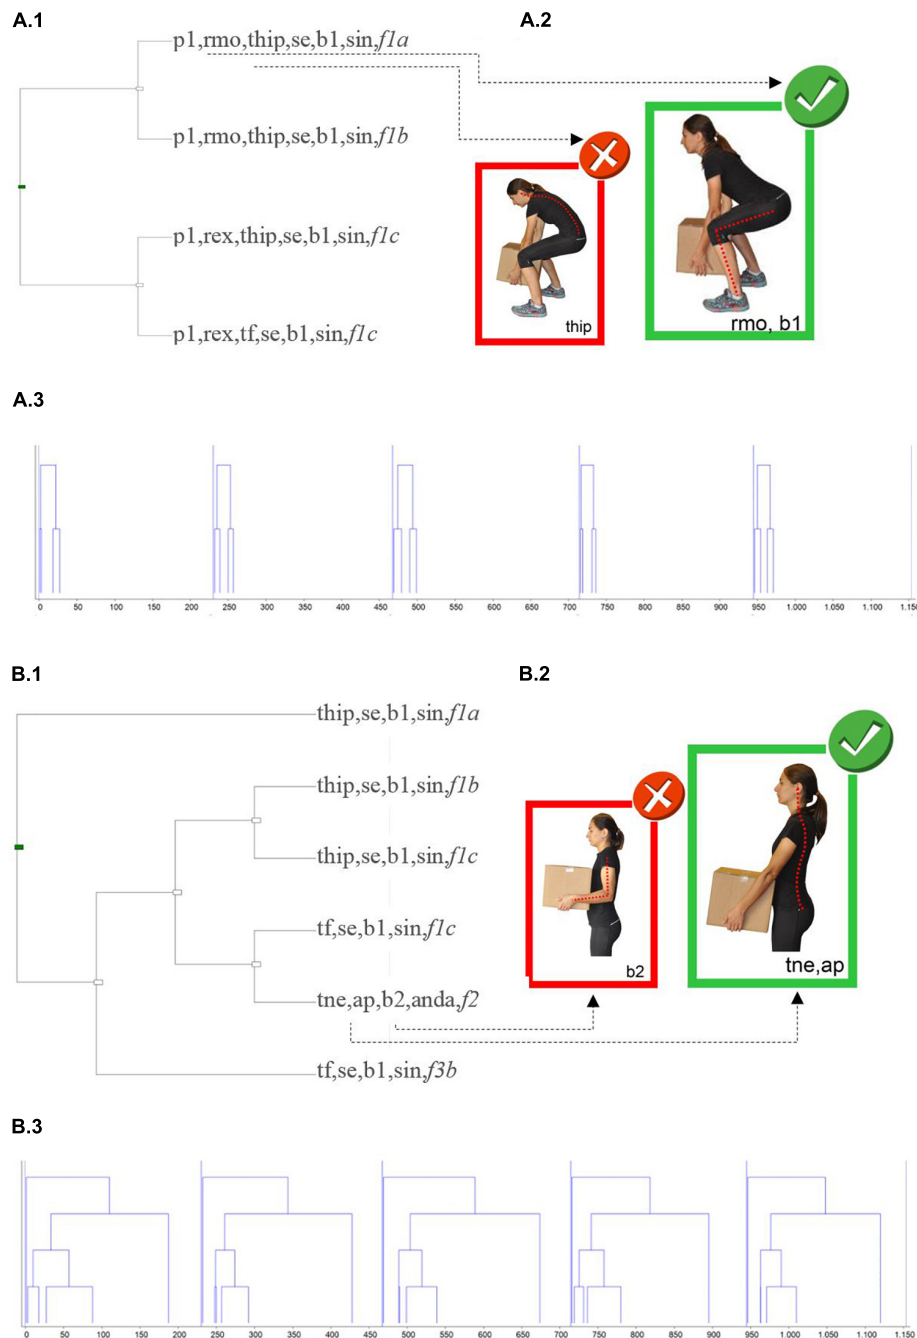 A.1
A.2
p1,rmo,thip,se,b1,sin,f1a
p1,rmo,thip,se,b1,sin,f1b
p1,rex,thip,se,b1,sin,f1c
p1,rex,tf,se,b1,sin,f1c
thip
rmo, b1
A.3
0 50 100 150 200 250 300 350 400 450 500 550 600 650 700 750 800 850 900 950 1.000 1.050 1.100 1.150
B.1
B.2
thip,se,b1,sin,f1a
thip,se,b1,sin,f1b
thip,se,b1,sin,f1c
tf,se,b1,sin,f1c
tne,ap,b2,anda,f2
tf,se,b1,sin,f3b
b2
tne,ap
B.3
0 50 100 150 200 250 300 350 400 450 500 550 600 650 700 750 800 850 900 950 1.000 1.050 1.100 1.150